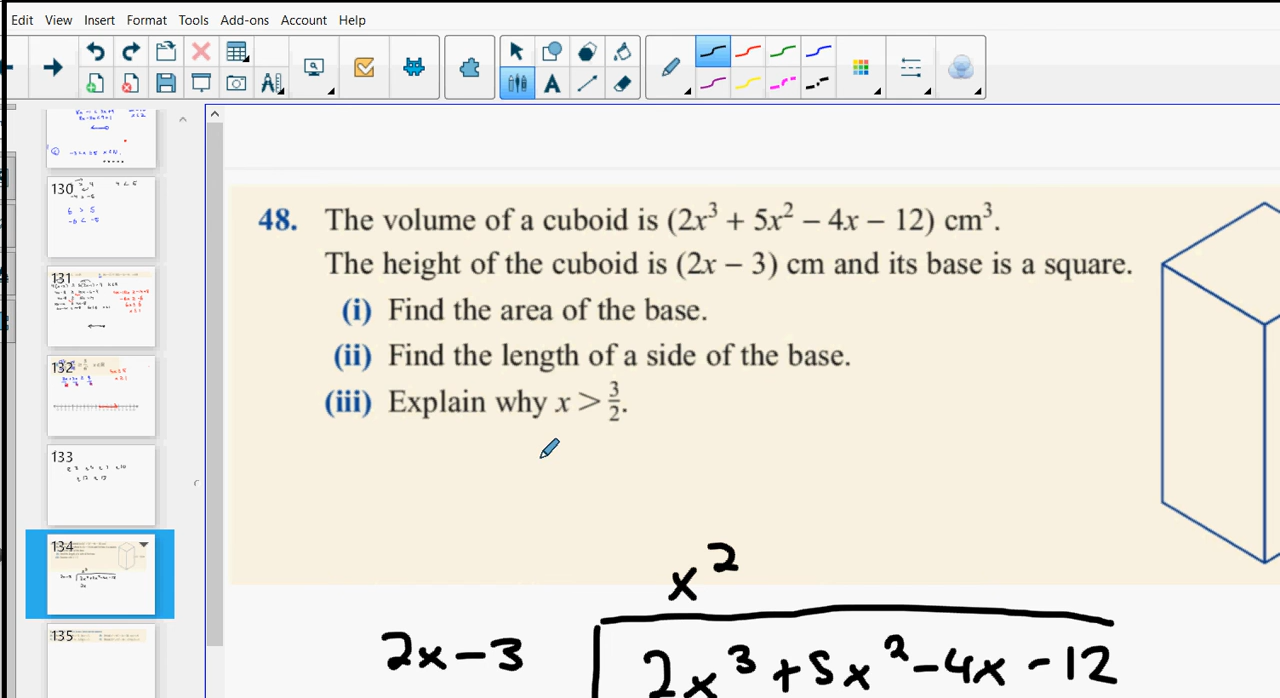 Edit View Insert Format Tools Add-ons Account Help
130
131
132
133
134
135
48. The volume of a cuboid is (2x³ + 5x² − 4x − 12) cm³.
The height of the cuboid is (2x − 3) cm and its base is a square.
(i) Find the area of the base.
(ii) Find the length of a side of the base.
(iii) Explain why x > 3/2.
x²
2x − 3 2x³ + 5x² − 4x − 12